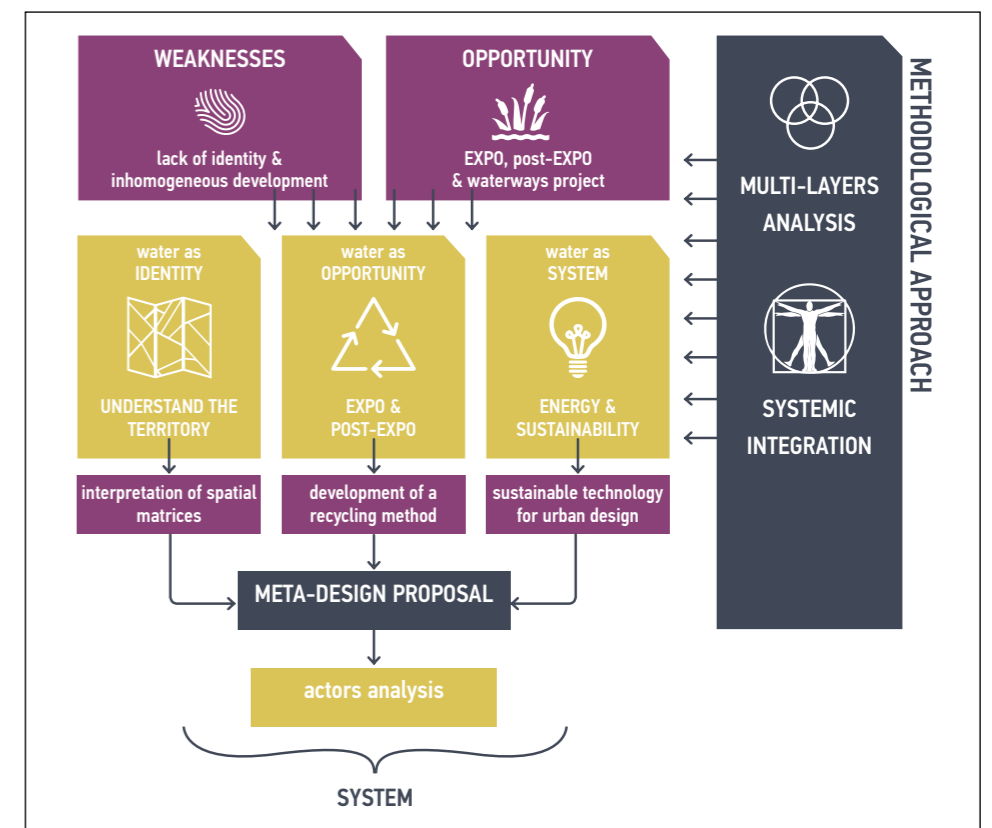 WEAKNESSES
lack of identity &
inhomogeneous development
OPPORTUNITY
EXPO, post-EXPO
& waterways project
water as
IDENTITY
UNDERSTAND THE
TERRITORY
water as
OPPORTUNITY
EXPO &
POST-EXPO
water as
SYSTEM
ENERGY &
SUSTAINABILITY
interpretation of spatial
matrices
development of a
recycling method
sustainable technology
for urban design
META-DESIGN PROPOSAL
actors analysis
SYSTEM
MULTI-LAYERS
ANALYSIS
SYSTEMIC
INTEGRATION
METHODOLOGICAL APPROACH